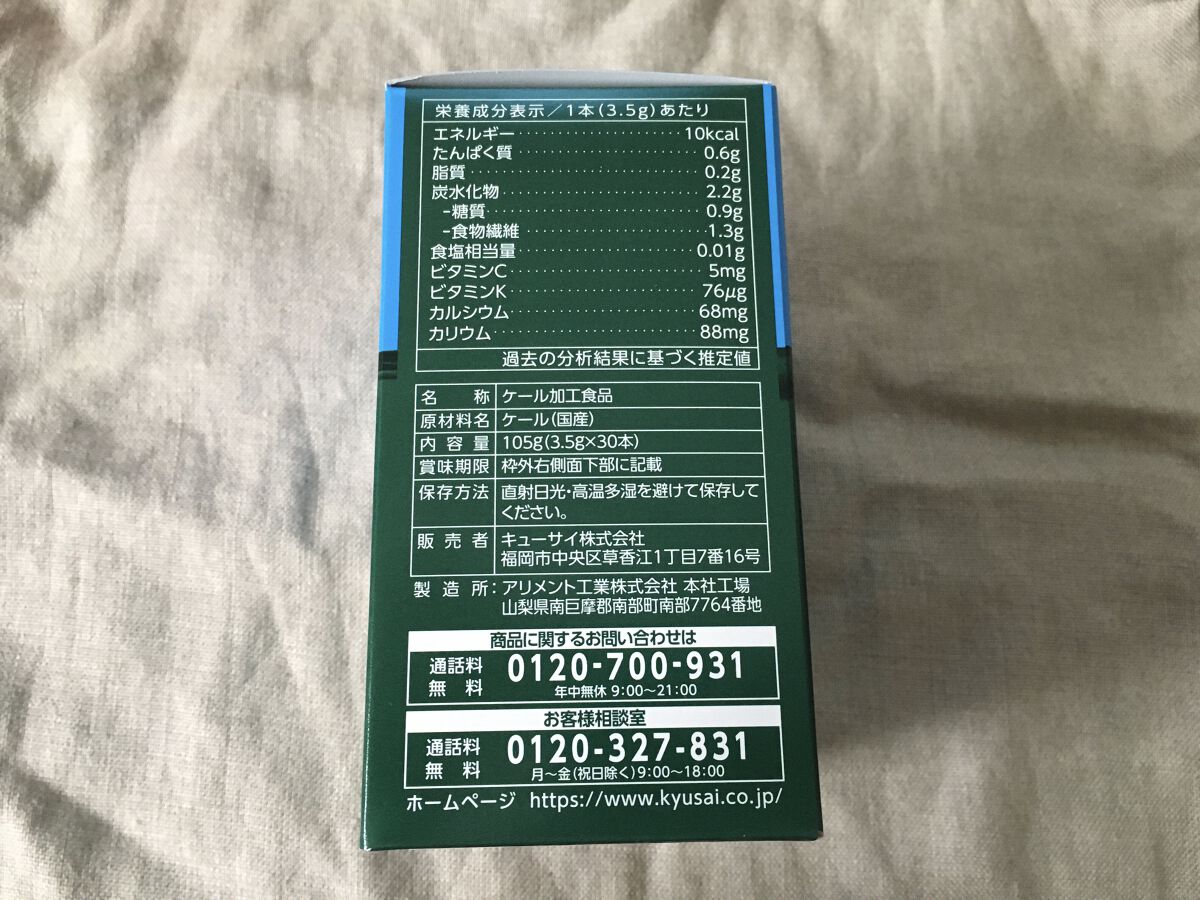 栄養成分表示/1本(3.5g)あたり
エネルギー 10kcal
たんぱく質 0.6g
脂質 0.2g
炭水化物 2.2g
-糖質 0.9g
-食物繊維 1.3g
食塩相当量 0.01g
ビタミンC 5mg
ビタミンK 76μg
カルシウム 68mg
カリウム 88mg
過去の分析結果に基づく推定値
名称 ケール加工食品
原材料名 ケール(国産)
内容量 105g(3.5g×30本)
賞味期限 枠外右側面下部に記載
保存方法 直射日光・高温多湿を避けて保存して
ください。
販売者 キューサイ株式会社
福岡市中央区草香江1丁目7番16号
製造所:アリメント工業株式会社 本社工場
山梨県南巨摩郡南部町南部7764番地
商品に関するお問い合わせは
通話料無料 0120-700-931
年中無休 9:00~21:00
お客様相談室
通話料無料 0120-327-831
月~金(祝日除く)9:00~18:00
ホームページ https://www.kyusai.co.jp/